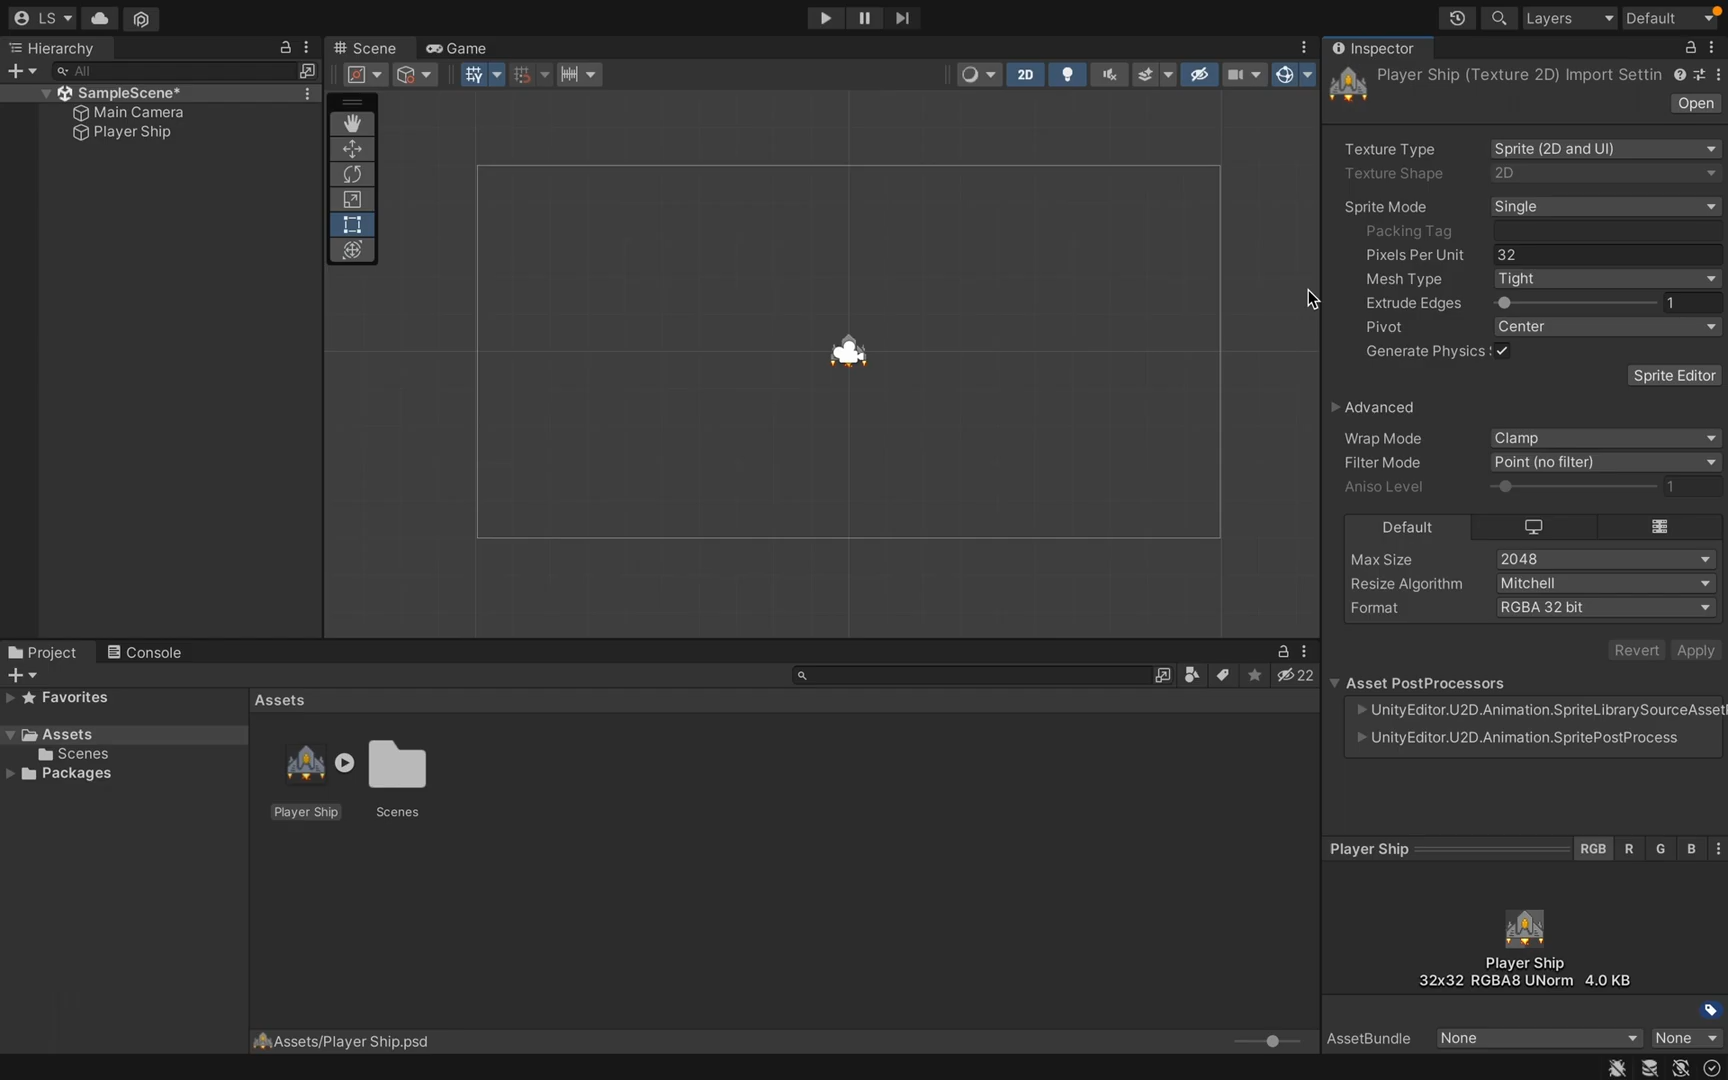 LS
Layers
Default
Hierarchy
Scene
Game
Inspector
All
2D
Player Ship (Texture 2D) Import Settin
Open
SampleScene*
Main Camera
Player Ship
Texture Type
Sprite (2D and UI)
Texture Shape
2D
Sprite Mode
Single
Packing Tag
Pixels Per Unit
32
Mesh Type
Tight
Extrude Edges
1
Pivot
Center
Generate Physics
Sprite Editor
Advanced
Wrap Mode
Clamp
Filter Mode
Point (no filter)
Aniso Level
1
Default
Max Size
2048
Resize Algorithm
Mitchell
Format
RGBA 32 bit
Revert
Apply
Asset PostProcessors
UnityEditor.U2D.Animation.SpriteLibrarySourceAsset
UnityEditor.U2D.Animation.SpritePostProcess
Project
Console
22
Favorites
Assets
Scenes
Packages
Assets
Player Ship
Scenes
Assets/Player Ship.psd
Player Ship
RGB
R
G
B
Player Ship
32x32 RGBA8 UNorm 4.0 KB
AssetBundle
None
None